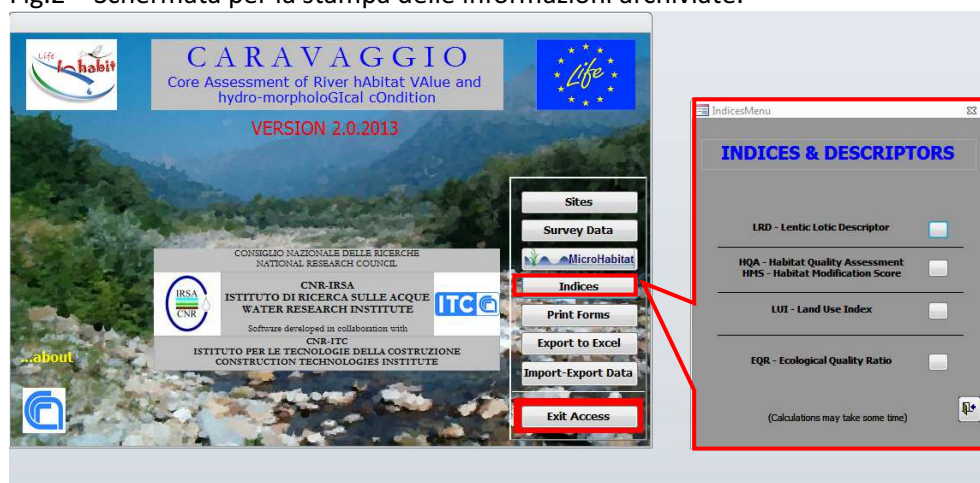 Fig.2 – Schermata per la stampa delle informazioni archiviate.
Life
Inhabit
CARAVAGGIO
Core Assessment of River hAbitat VAlue and
hydro-morpholoGIcal cOndition
Life
VERSION 2.0.2013
Sites
Survey Data
MicroHabitat
Indices
Print Forms
Export to Excel
Import-Export Data
Exit Access
CONSIGLIO NAZIONALE DELLE RICERCHE
NATIONAL RESEARCH COUNCIL
IRSA
CNR
CNR-IRSA
ISTITUTO DI RICERCA SULLE ACQUE
WATER RESEARCH INSTITUTE
ITC
Software developed in collaboration with
CNR-ITC
ISTITUTO PER LE TECNOLOGIE DELLA COSTRUZIONE
CONSTRUCTION TECHNOLOGIES INSTITUTE
...about
IndicesMenu
INDICES & DESCRIPTORS
LRD - Lentic Lotic Descriptor
HQA - Habitat Quality Assessment
HMS - Habitat Modification Score
LUI - Land Use Index
EQR - Ecological Quality Ratio
(Calculations may take some time)